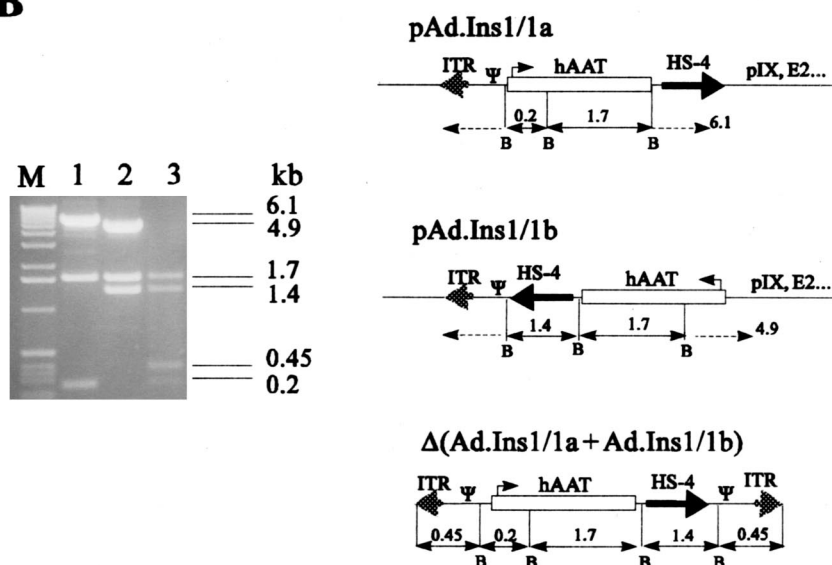 B
M 1 2 3 kb
6.1
4.9
1.7
1.4
0.45
0.2
pAd.Ins1/1a
ITR Ψ hAAT HS-4 pIX, E2...
0.2 1.7 6.1
B B B
pAd.Ins1/1b
ITR Ψ HS-4 hAAT pIX, E2...
1.4 1.7 4.9
B B B
Δ(Ad.Ins1/1a + Ad.Ins1/1b)
ITR Ψ hAAT HS-4 Ψ ITR
0.45 0.2 1.7 1.4 0.45
B B B B